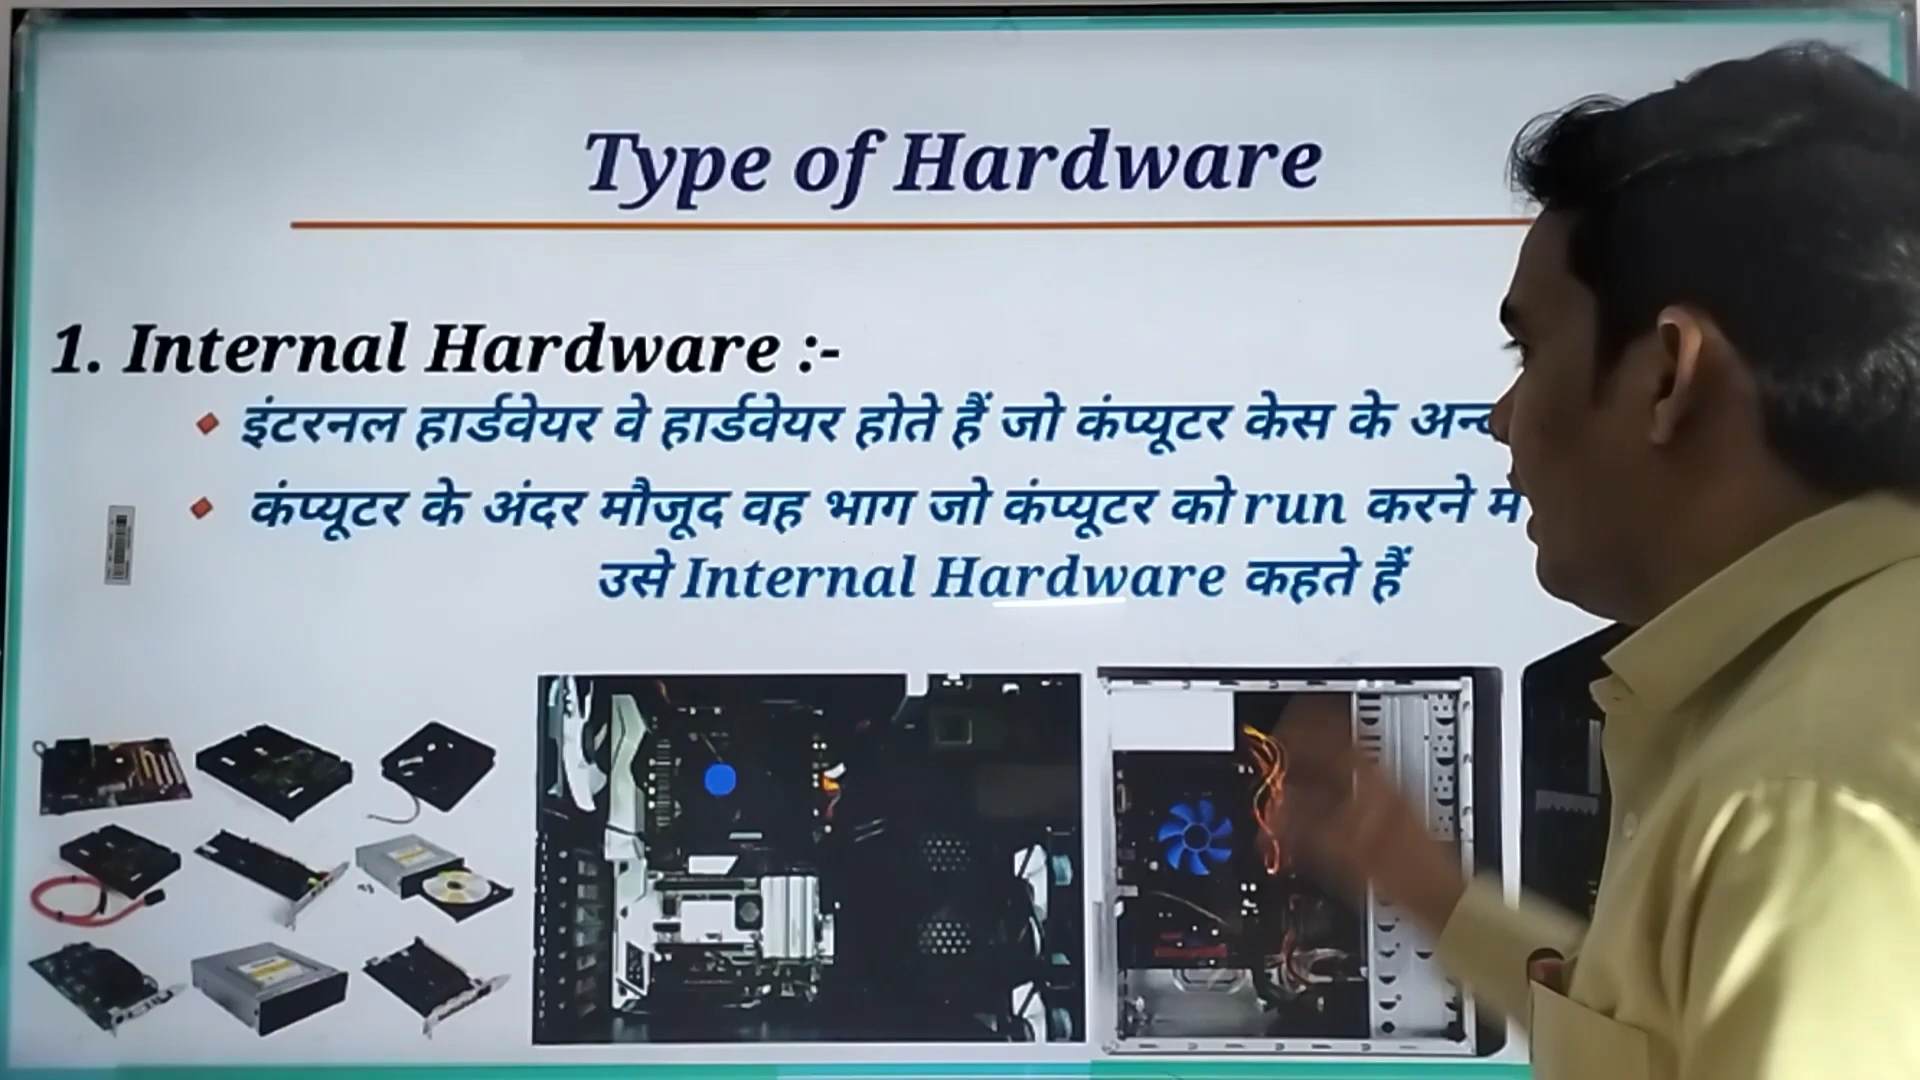 Type of Hardware
1. Internal Hardware :-
इंटरनल हार्डवेयर वे हार्डवेयर होते हैं जो कंप्यूटर केस के
कंप्यूटर के अंदर मौजूद वह भाग जो कंप्यूटर को run करने
उसे Internal Hardware कहते हैं